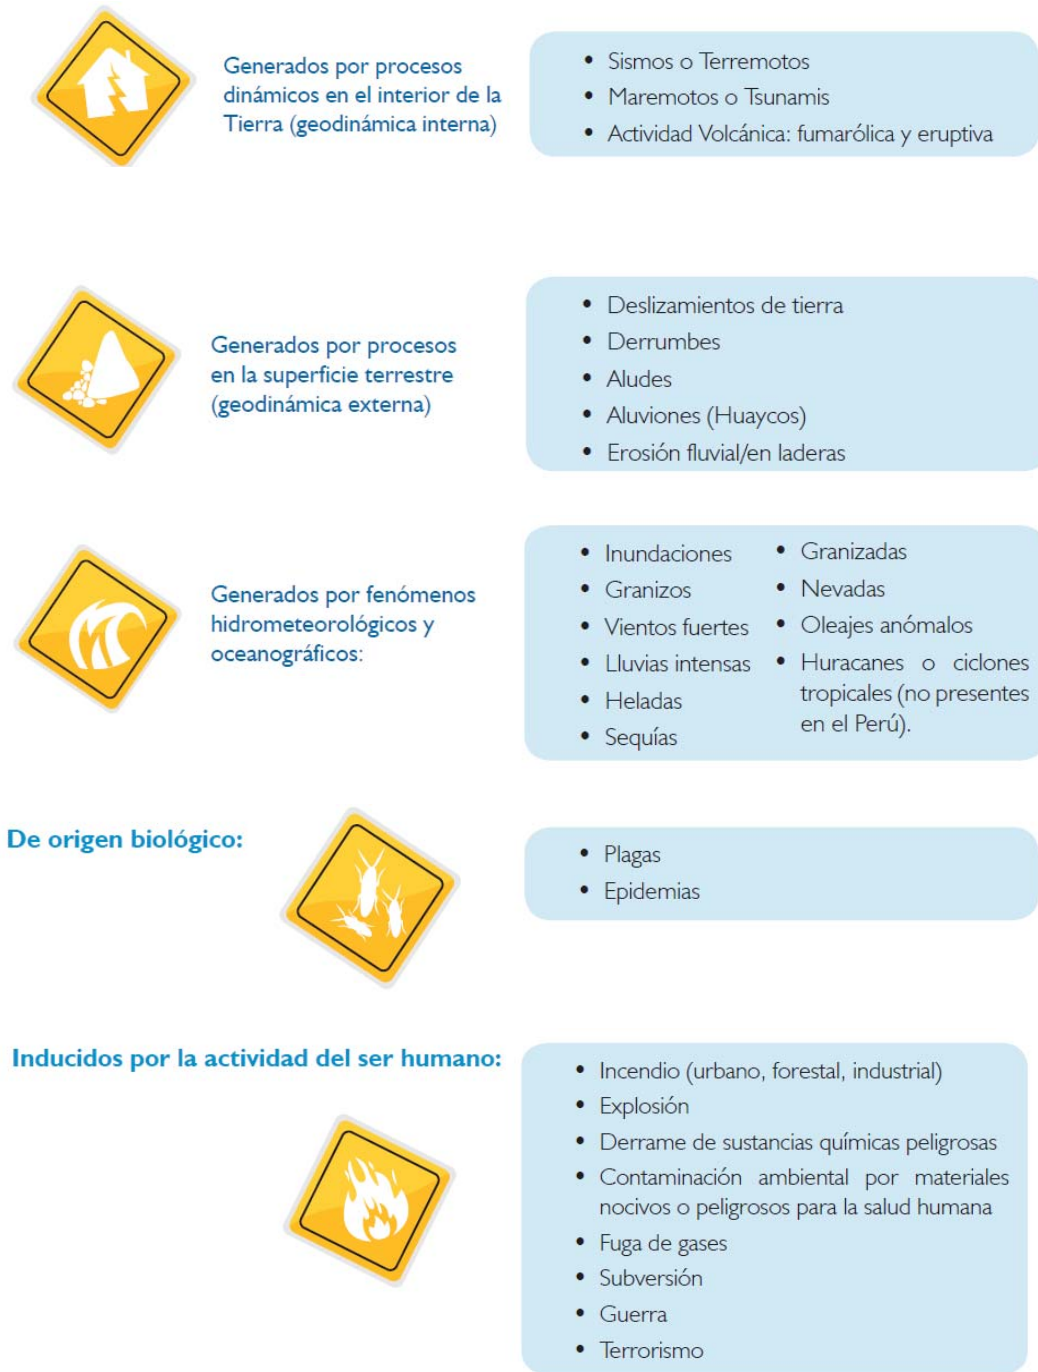 Generados por procesos
dinámicos en el interior de la
Tierra (geodinámica interna)
• Sismos o Terremotos
• Maremotos o Tsunamis
• Actividad Volcánica: fumarólica y eruptiva
Generados por procesos
en la superficie terrestre
(geodinámica externa)
• Deslizamientos de tierra
• Derrumbes
• Aludes
• Aluviones (Huaycos)
• Erosión fluvial/en laderas
Generados por fenómenos
hidrometeorológicos y
oceanográficos:
• Inundaciones
• Granizos
• Vientos fuertes
• Lluvias intensas
• Heladas
• Sequías
• Granizadas
• Nevadas
• Oleajes anómalos
• Huracanes o ciclones
tropicales (no presentes
en el Perú).
De origen biológico:
• Plagas
• Epidemias
Inducidos por la actividad del ser humano:
• Incendio (urbano, forestal, industrial)
• Explosión
• Derrame de sustancias químicas peligrosas
• Contaminación ambiental por materiales
nocivos o peligrosos para la salud humana
• Fuga de gases
• Subversión
• Guerra
• Terrorismo